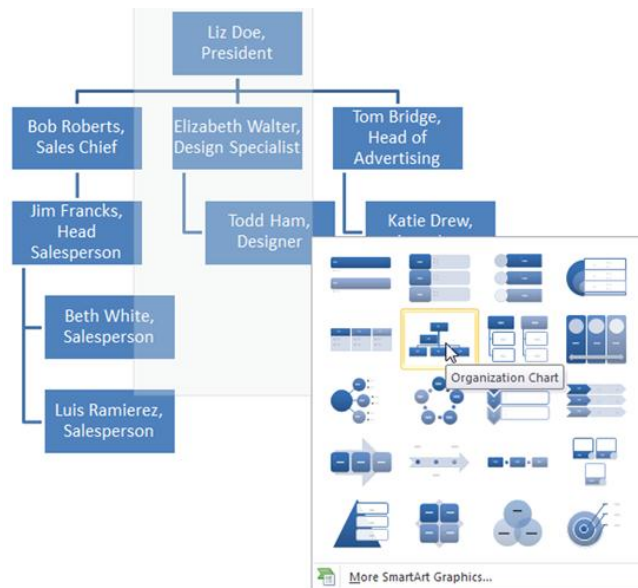 Liz Doe,
President
Bob Roberts,
Sales Chief
Elizabeth Walter,
Design Specialist
Tom Bridge,
Head of
Advertising
Jim Francks,
Head
Salesperson
Todd Ham,
Designer
Katie Drew,
Beth White,
Salesperson
Luis Ramierez,
Salesperson
Organization Chart
More SmartArt Graphics...